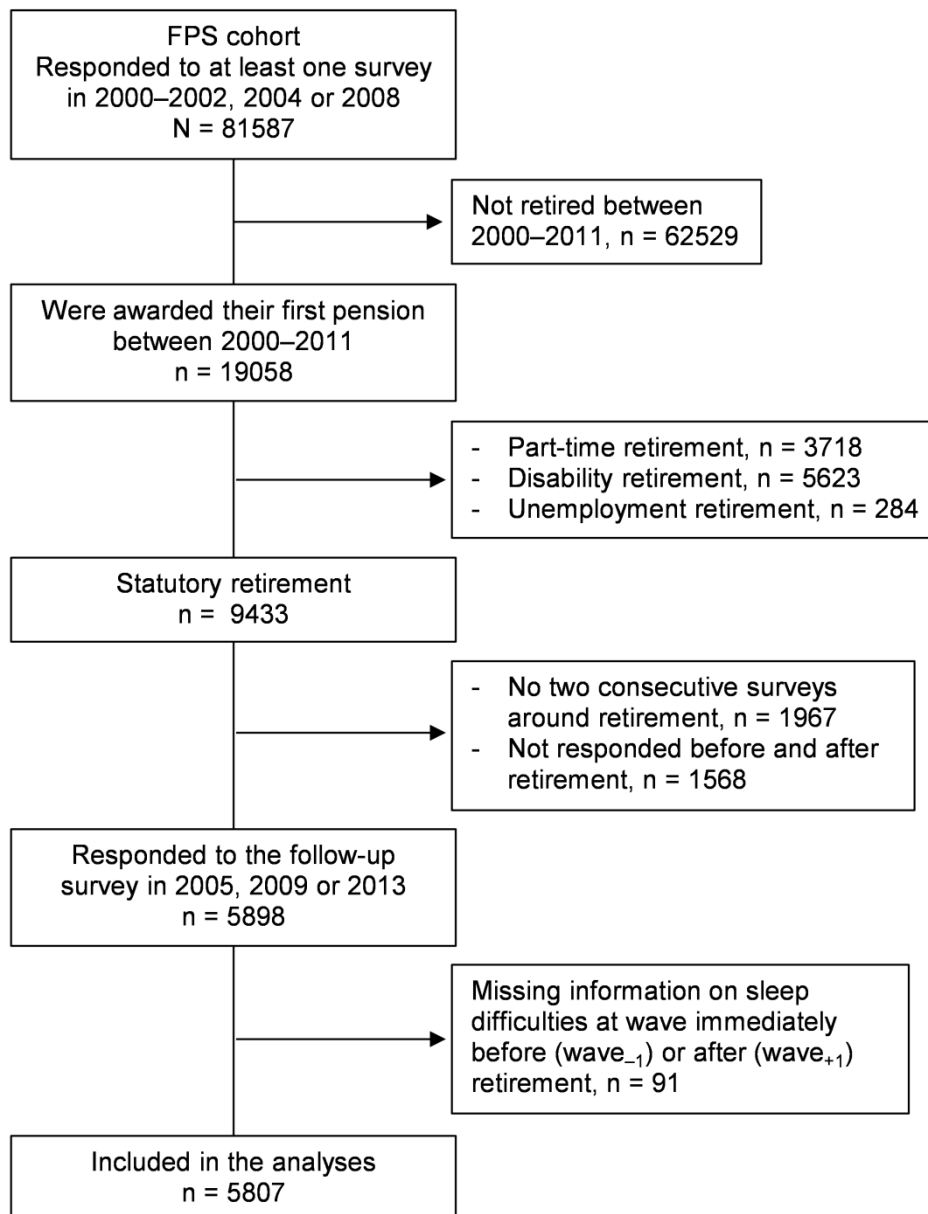 FPS cohort
Responded to at least one survey
in 2000–2002, 2004 or 2008
N = 81587
Not retired between
2000–2011, n = 62529
Were awarded their first pension
between 2000–2011
n = 19058
- Part-time retirement, n = 3718
- Disability retirement, n = 5623
- Unemployment retirement, n = 284
Statutory retirement
n = 9433
- No two consecutive surveys
around retirement, n = 1967
- Not responded before and after
retirement, n = 1568
Responded to the follow-up
survey in 2005, 2009 or 2013
n = 5898
Missing information on sleep
difficulties at wave immediately
before (wave₋₁) or after (wave₊₁)
retirement, n = 91
Included in the analyses
n = 5807